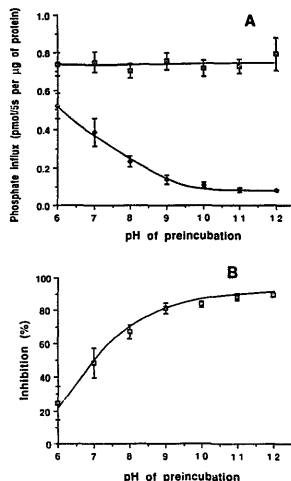 A
Phosphate Influx (pmol/5s per µg of protein)
1.0
0.8
0.6
0.4
0.2
0.0
6 7 8 9 10 11 12
pH of preincubation
B
Inhibition (%)
100
80
60
40
20
0
6 7 8 9 10 11 12
pH of preincubation